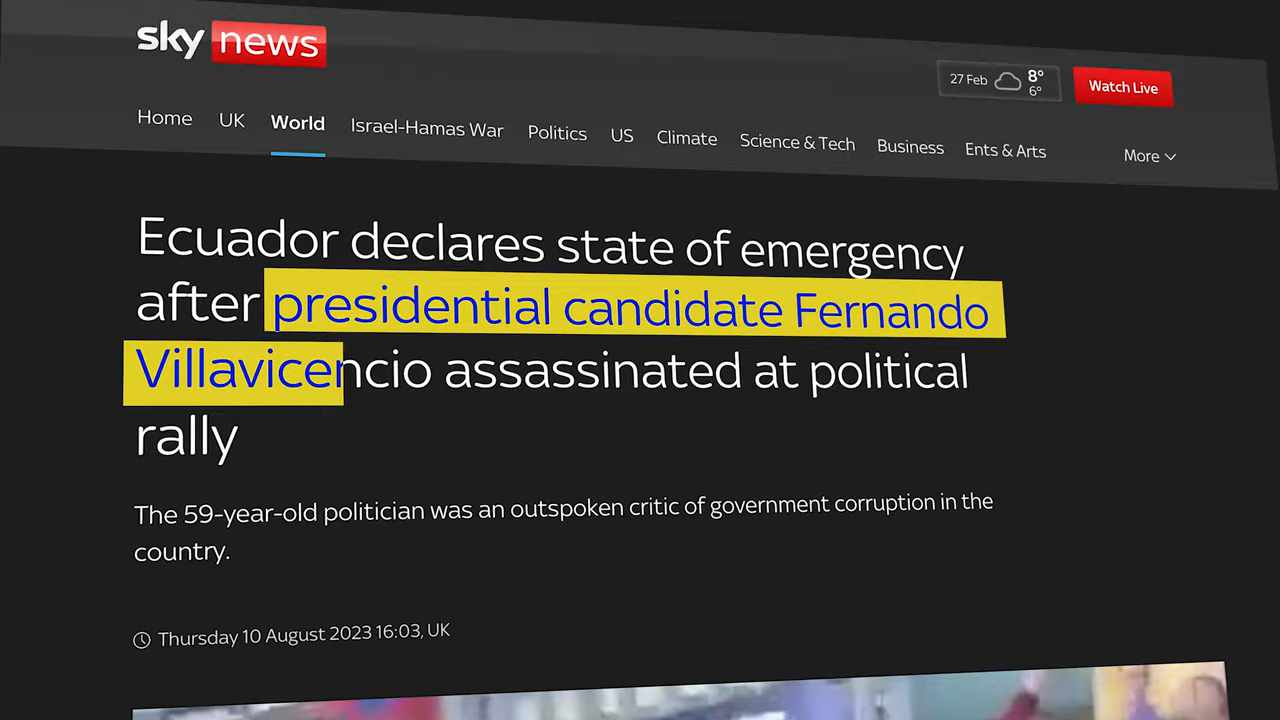 sky news
27 Feb 8° 6°
Watch Live
Home UK World Israel-Hamas War Politics US Climate Science & Tech Business Ents & Arts More
Ecuador declares state of emergency
after presidential candidate Fernando
Villavicencio assassinated at political
rally
The 59-year-old politician was an outspoken critic of government corruption in the
country.
Thursday 10 August 2023 16:03, UK